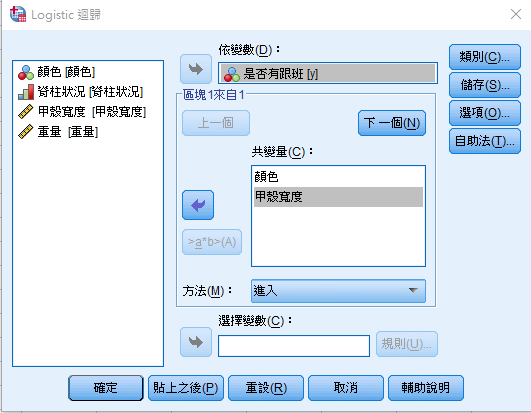 Logistic 迴歸
顏色 [顏色]
脊柱狀況 [脊柱狀況]
甲殼寬度 [甲殼寬度]
重量 [重量]
依變數(D)：
是否有跟班 [y]
區塊1來自1
上一個
下一個(N)
共變量(C)：
顏色
甲殼寬度
>a*b>(A)
方法(M)：
進入
選擇變數(C)：
規則(U)...
類別(C)...
儲存(S)...
選項(O)...
自助法(T)...
確定
貼上之後(P)
重設(R)
取消
輔助說明